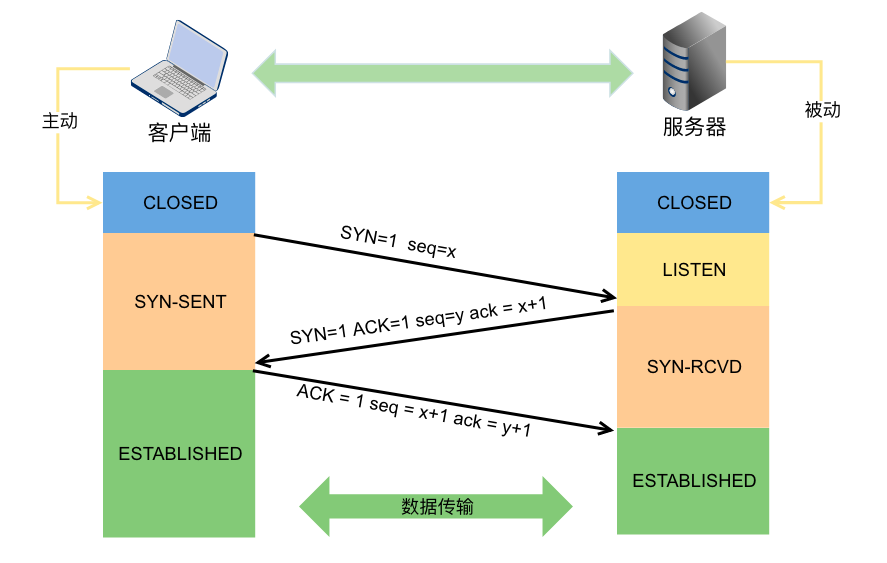 主动
客户端
服务器
被动
CLOSED
CLOSED
SYN=1 seq=x
LISTEN
SYN-SENT
SYN=1 ACK=1 seq=y ack = x+1
SYN-RCVD
ACK = 1 seq = x+1 ack = y+1
ESTABLISHED
ESTABLISHED
数据传输